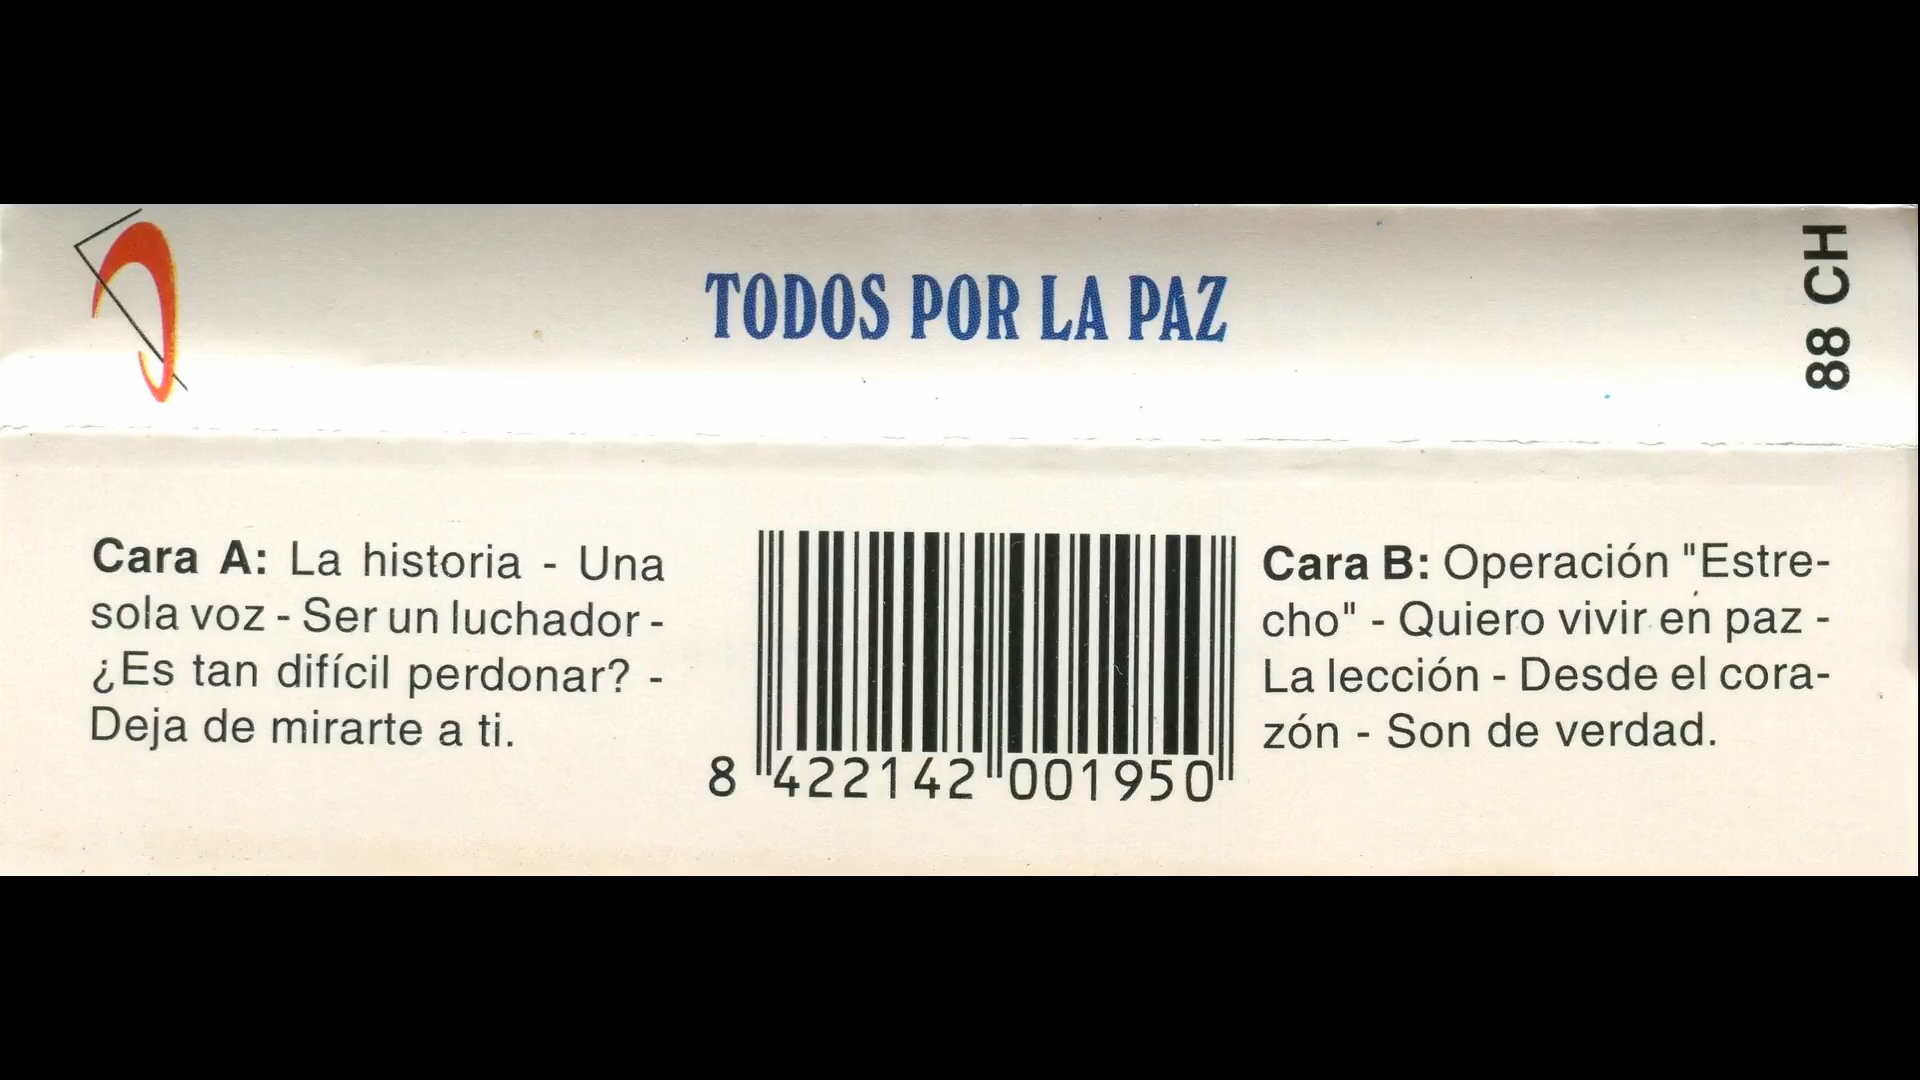 TODOS POR LA PAZ
88 CH
Cara A: La historia - Una
sola voz - Ser un luchador -
¿Es tan difícil perdonar? -
Deja de mirarte a ti.
8 422142 001950
Cara B: Operación "Estre-
cho" - Quiero vivir en paz -
La lección - Desde el cora-
zón - Son de verdad.